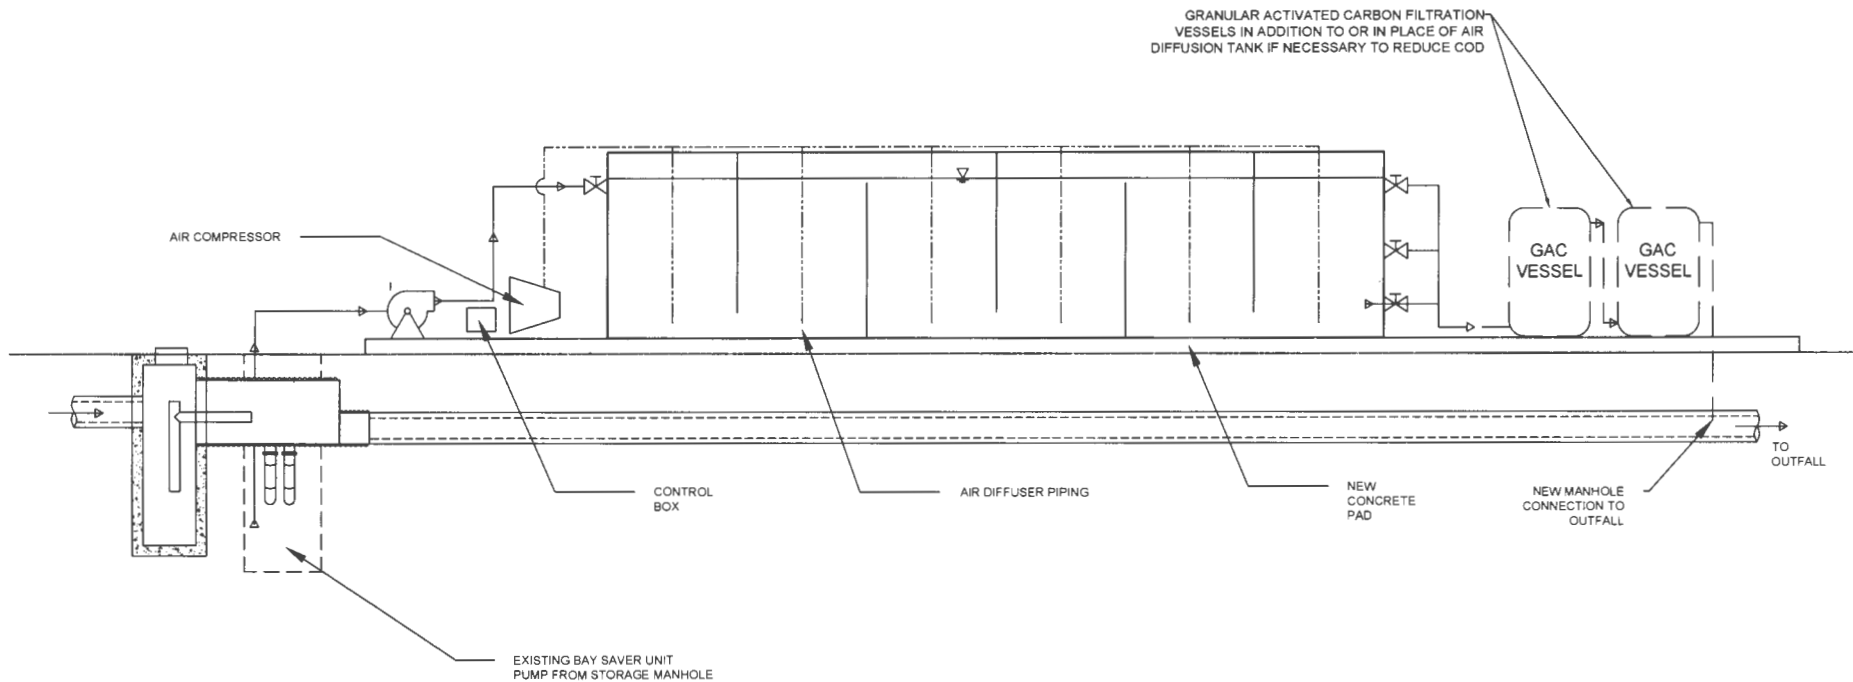 GRANULAR ACTIVATED CARBON FILTRATION
VESSELS IN ADDITION TO OR IN PLACE OF AIR
DIFFUSION TANK IF NECESSARY TO REDUCE COD
AIR COMPRESSOR
GAC
VESSEL
GAC
VESSEL
TO
OUTFALL
CONTROL
BOX
AIR DIFFUSER PIPING
NEW
CONCRETE
PAD
NEW MANHOLE
CONNECTION TO
OUTFALL
EXISTING BAY SAVER UNIT
PUMP FROM STORAGE MANHOLE